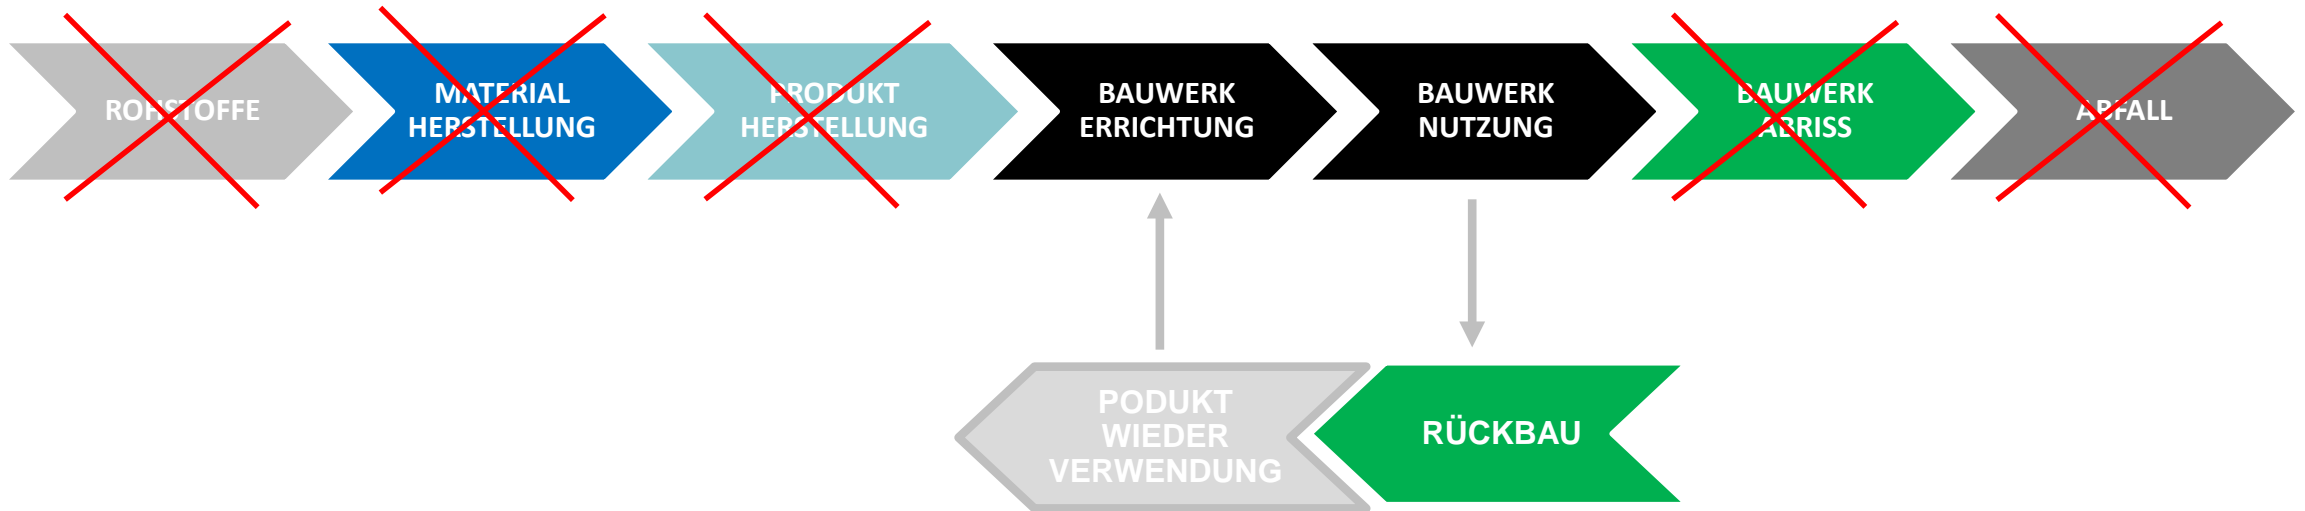 ROHSTOFFE
MATERIAL
HERSTELLUNG
PRODUKT
HERSTELLUNG
BAUWERK
ERRICHTUNG
BAUWERK
NUTZUNG
BAUWERK
ABRISS
ABFALL
PODUKT
WIEDER
VERWENDUNG
RÜCKBAU